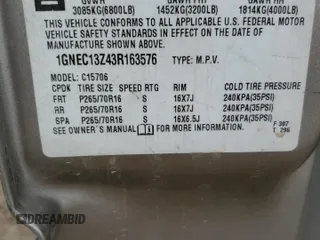 GVWR GAWR FRT GAWR RR
3085KG(6800LB) 1452KG(3200LB) 1814KG(4000LB)
THIS VEHICLE CONFORMS TO ALL APPLICABLE U.S. FEDERAL MOTOR
VEHICLE SAFETY STANDARDS IN EFFECT ON THE DATE OF
MANUFACTURE SHOWN ABOVE.
1GNEC13Z43R163576 TYPE: M.P.V.
MODEL: C15706
CPDK TIRE SIZE SPEED RTG RIM COLD TIRE PRESSURE
FRT P265/70R16 S 16X7J 240KPA(35PSI)
RR P265/70R16 S 16X7J 240KPA(35PSI)
SPA P265/70R16 S 16X6.5J 240KPA(35PSI)
SEE OWNER'S MANUAL FOR MORE INFORMATION.
F 307
T 296
BIDFAX